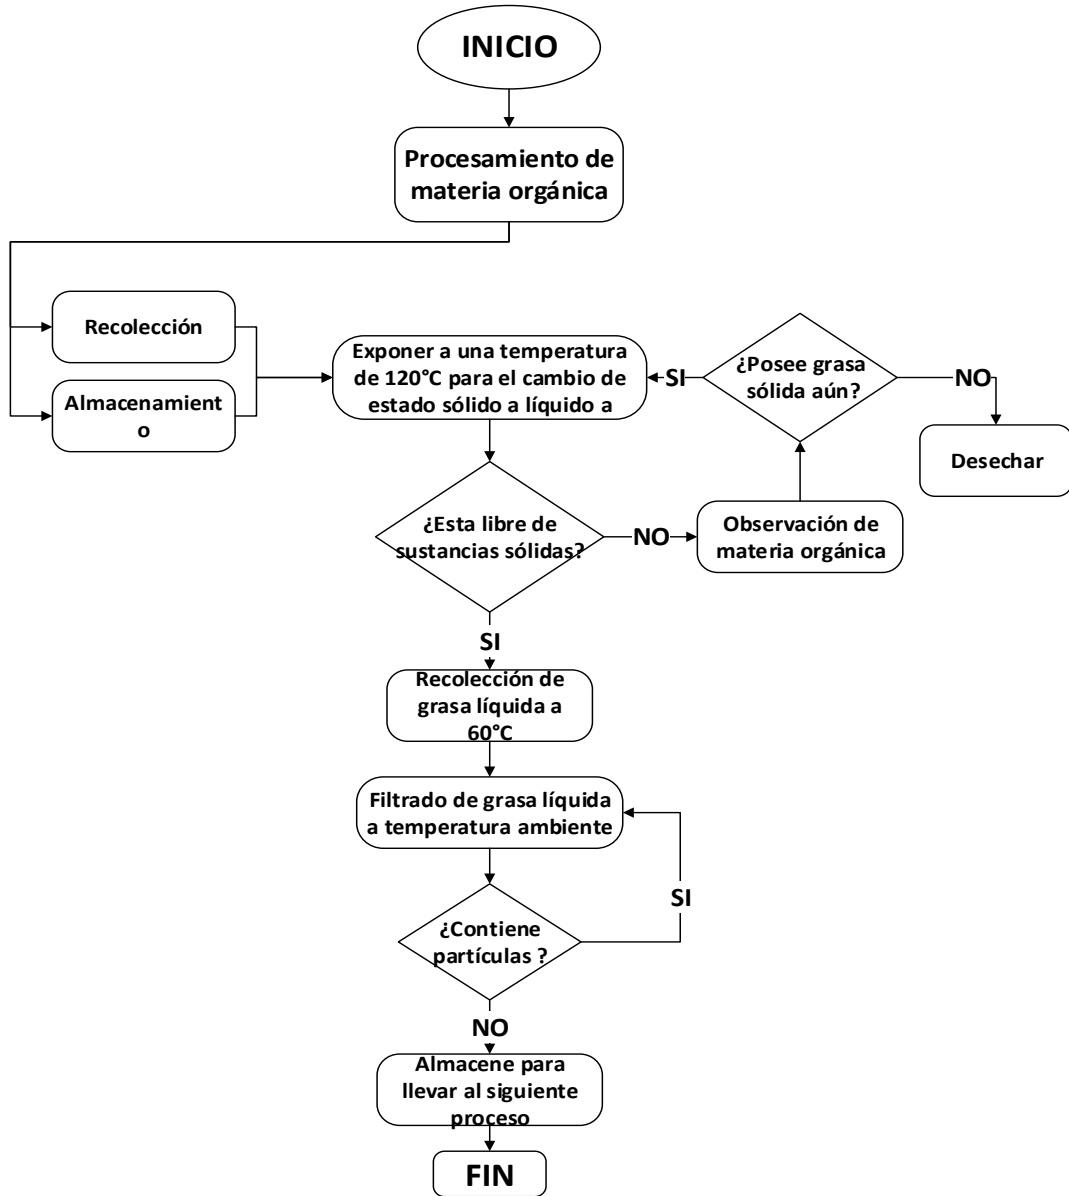 INICIO
Procesamiento de
materia orgánica
Recolección
Almacenamient
o
Exponer a una temperatura
de 120°C para el cambio de
estado sólido a líquido a
SI
¿Posee grasa
sólida aún?
NO
Desechar
¿Esta libre de
sustancias sólidas?
NO
Observación de
materia orgánica
SI
Recolección de
grasa líquida a
60°C
Filtrado de grasa líquida
a temperatura ambiente
SI
¿Contiene
partículas ?
NO
Almacene para
llevar al siguiente
proceso
FIN